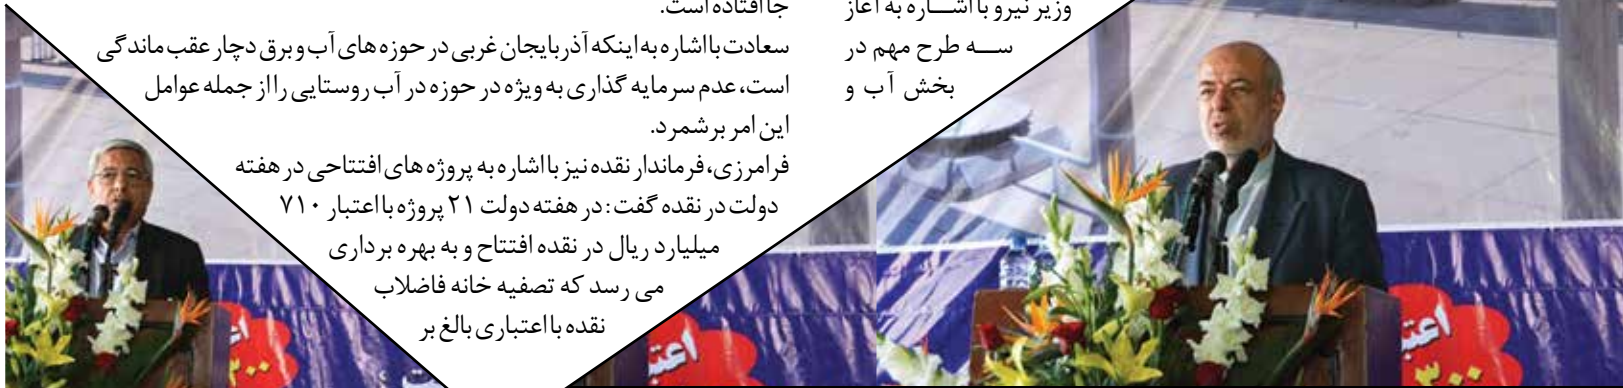 وزیر نیرو با اشـــاره به آغاز
ســـه طرح مهم در
بخش آب و
جا افتاده است.
سعادت با اشاره به اینکه آذربایجان غربی در حوزه های آب و برق دچار عقب ماندگی
است، عدم سرمایه گذاری به ویژه در حوزه در آب روستایی را از جمله عوامل
این امر برشمرد.
فرامرزی، فرماندار نقده نیز با اشاره به پروژه های افتتاحی در هفته
دولت در نقده گفت: در هفته دولت ۲۱ پروژه با اعتبار ۷۱۰
میلیارد ریال در نقده افتتاح و به بهره برداری
می رسد که تصفیه خانه فاضلاب
نقده با اعتباری بالغ بر